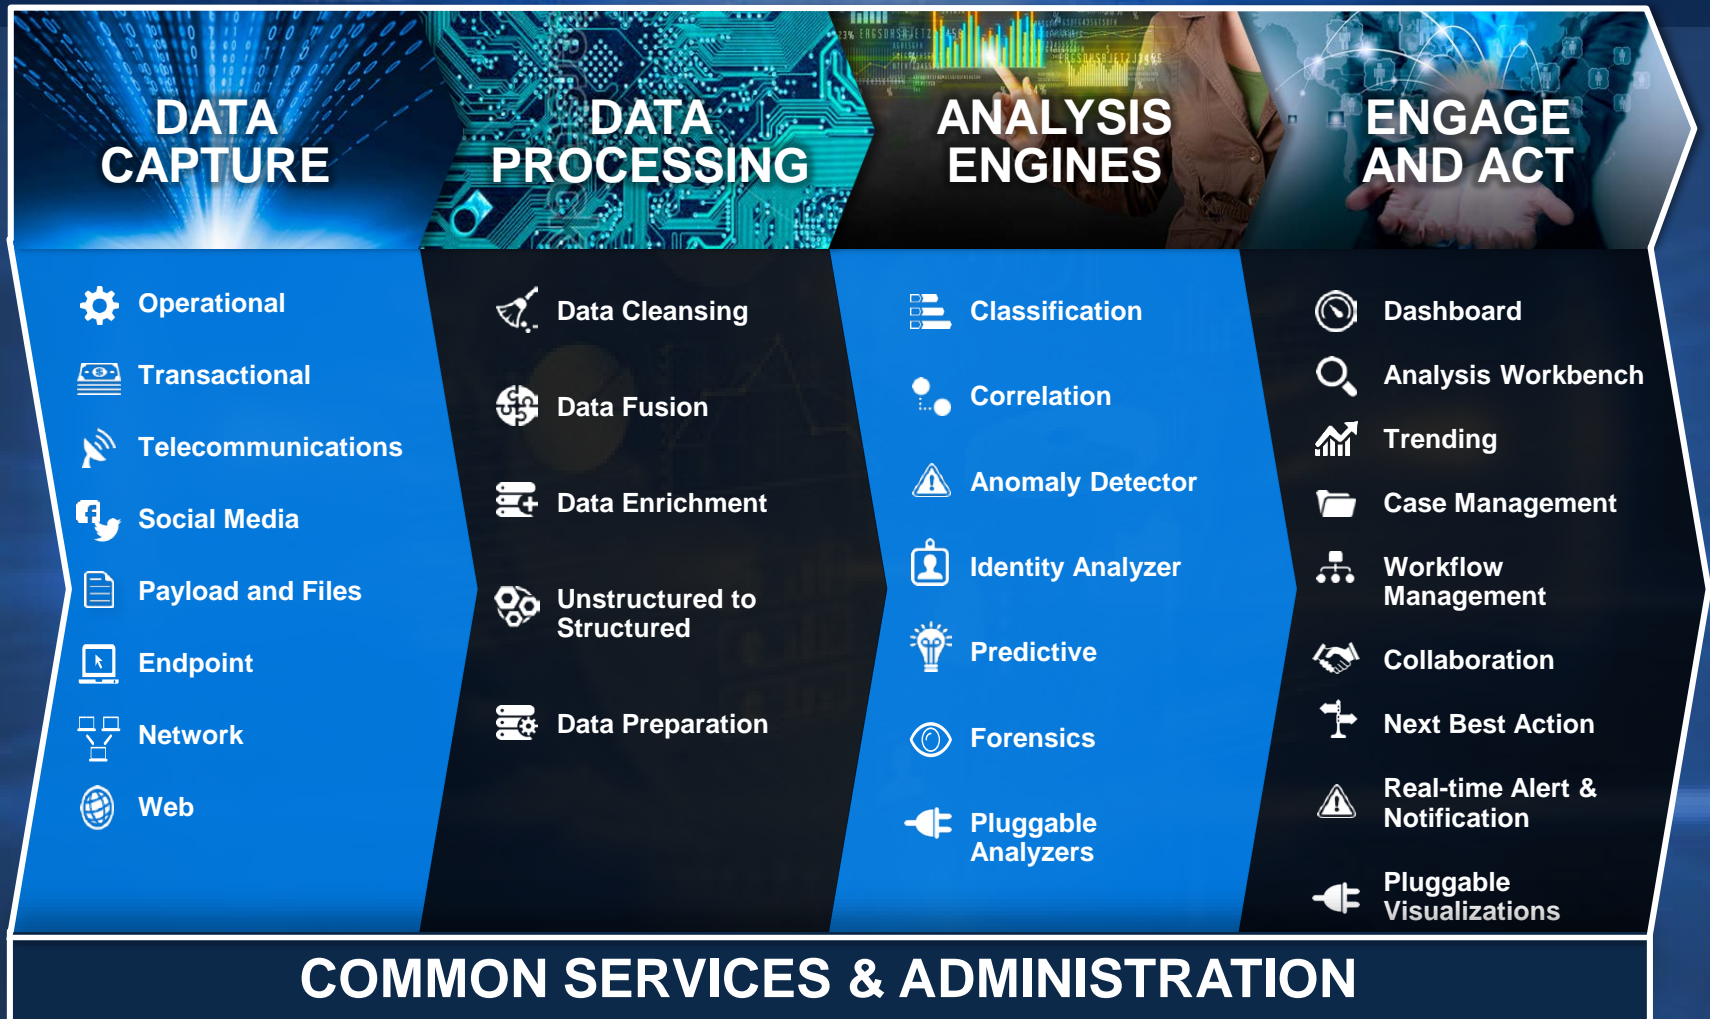 DATA
CAPTURE
DATA
PROCESSING
ANALYSIS
ENGINES
ENGAGE
AND ACT
Operational
Transactional
Telecommunications
Social Media
Payload and Files
Endpoint
Network
Web
Data Cleansing
Data Fusion
Data Enrichment
Unstructured to
Structured
Data Preparation
Classification
Correlation
Anomaly Detector
Identity Analyzer
Predictive
Forensics
Pluggable
Analyzers
Dashboard
Analysis Workbench
Trending
Case Management
Workflow
Management
Collaboration
Next Best Action
Real-time Alert &
Notification
Pluggable
Visualizations
COMMON SERVICES & ADMINISTRATION